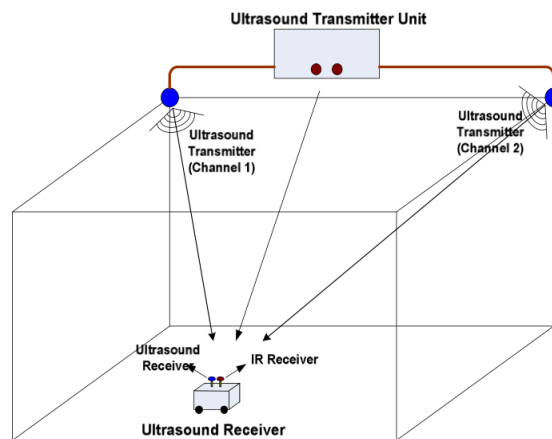 Ultrasound Transmitter Unit
Ultrasound
Transmitter
(Channel 1)
Ultrasound
Transmitter
(Channel 2)
Ultrasound
Receiver
IR Receiver
Ultrasound Receiver